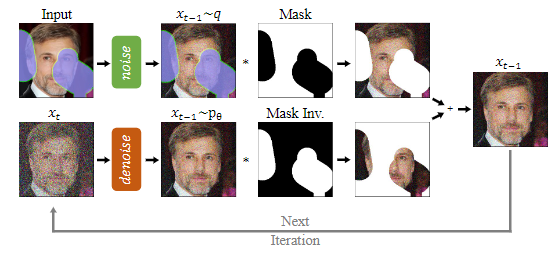 Input
x_{t-1}~q
Mask
noise
*
x_{t-1}
+
x_t
x_{t-1}~p_θ
Mask Inv.
denoise
*
Next
Iteration